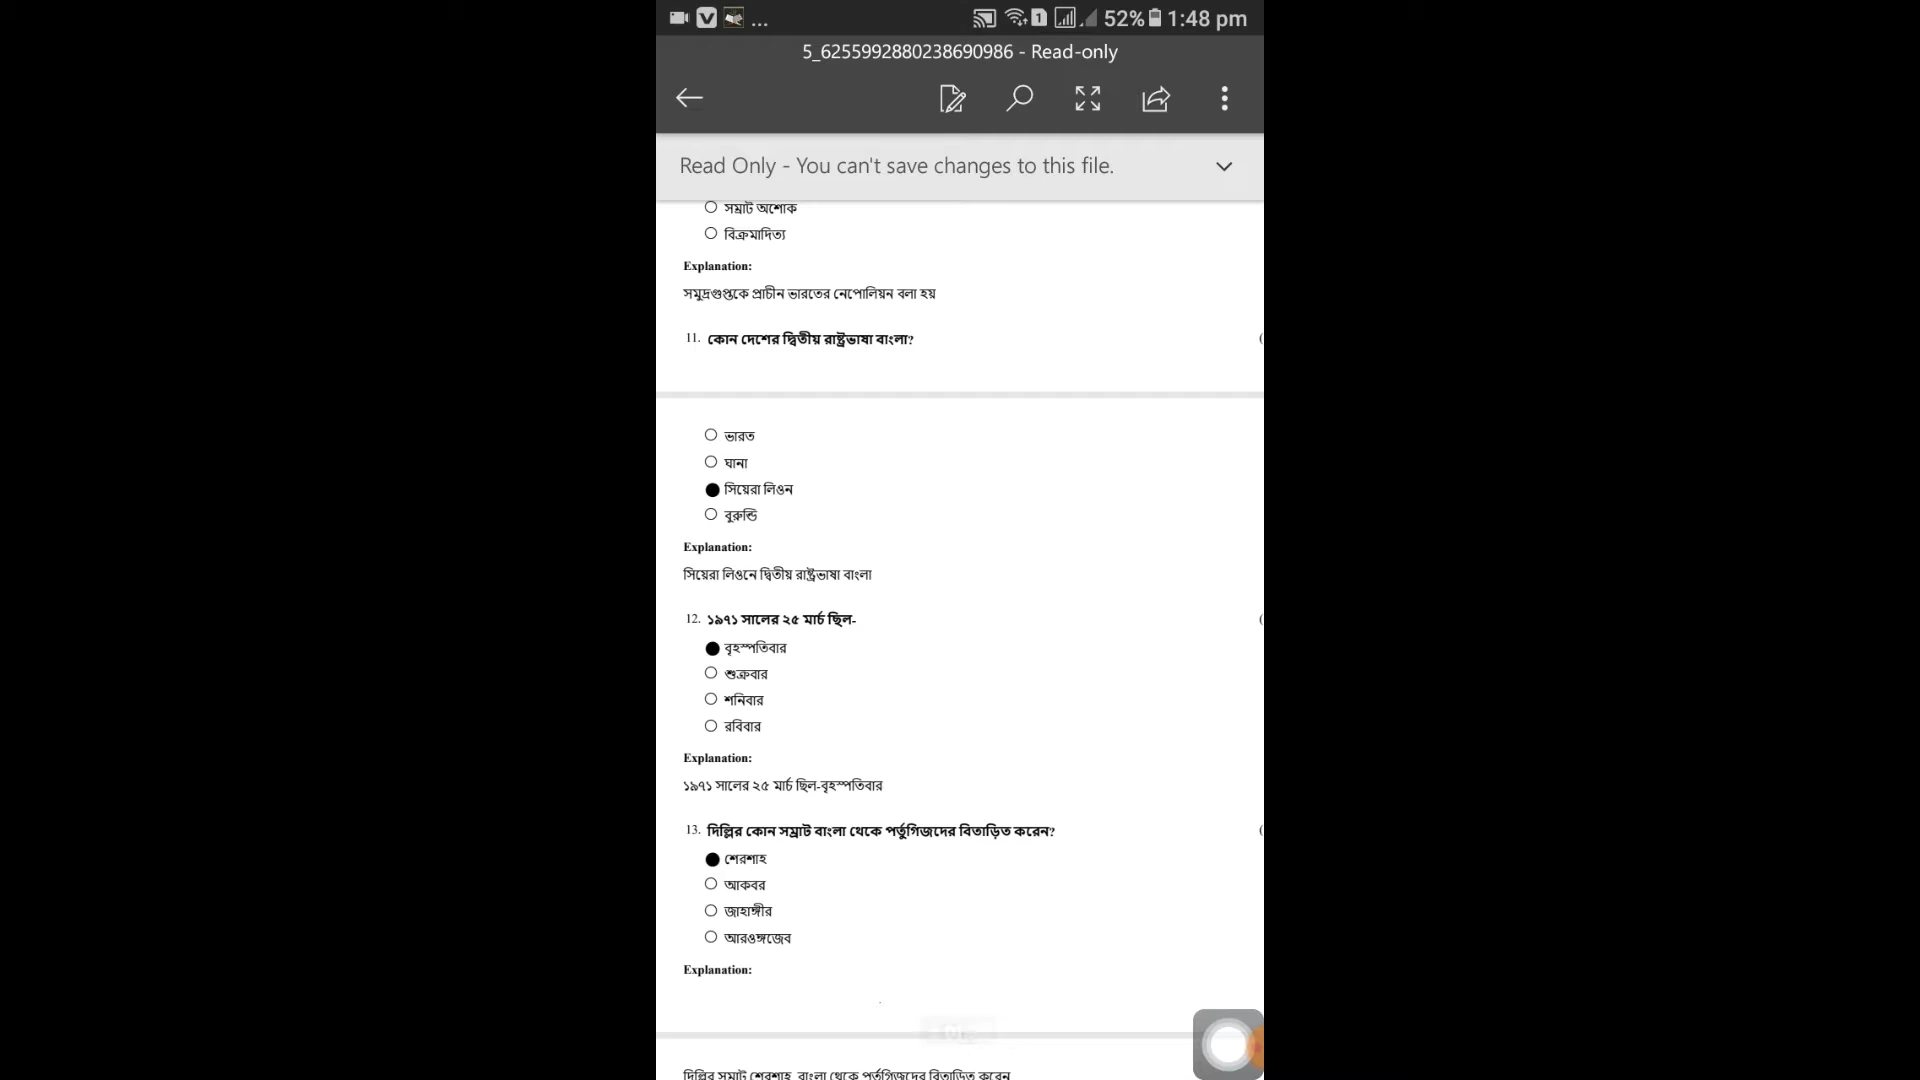 ... 52% 1:48 pm
5_6255992880238690986 - Read-only
Read Only - You can't save changes to this file.
সম্রাট অশোক
বিক্রমাদিত্য
Explanation:
সমুদ্রগুপ্তকে প্রাচীন ভারতের নেপোলিয়ন বলা হয়
11. কোন দেশের দ্বিতীয় রাষ্ট্রভাষা বাংলা? (
ভারত
ঘানা
সিয়েরা লিওন
বুরুন্ডি
Explanation:
সিয়েরা লিওনে দ্বিতীয় রাষ্ট্রভাষা বাংলা
12. ১৯৭১ সালের ২৫ মার্চ ছিল- (
বৃহস্পতিবার
শুক্রবার
শনিবার
রবিবার
Explanation:
১৯৭১ সালের ২৫ মার্চ ছিল-বৃহস্পতিবার
13. দিল্লির কোন সম্রাট বাংলা থেকে পর্তুগিজদের বিতাড়িত করেন? (
শেরশাহ
আকবর
জাহাঙ্গীর
আরওঙ্গজেব
Explanation:
দিল্লির সম্রাট শেরশাহ বাংলা থেকে পর্তুগিজদের বিতাড়িত করেন